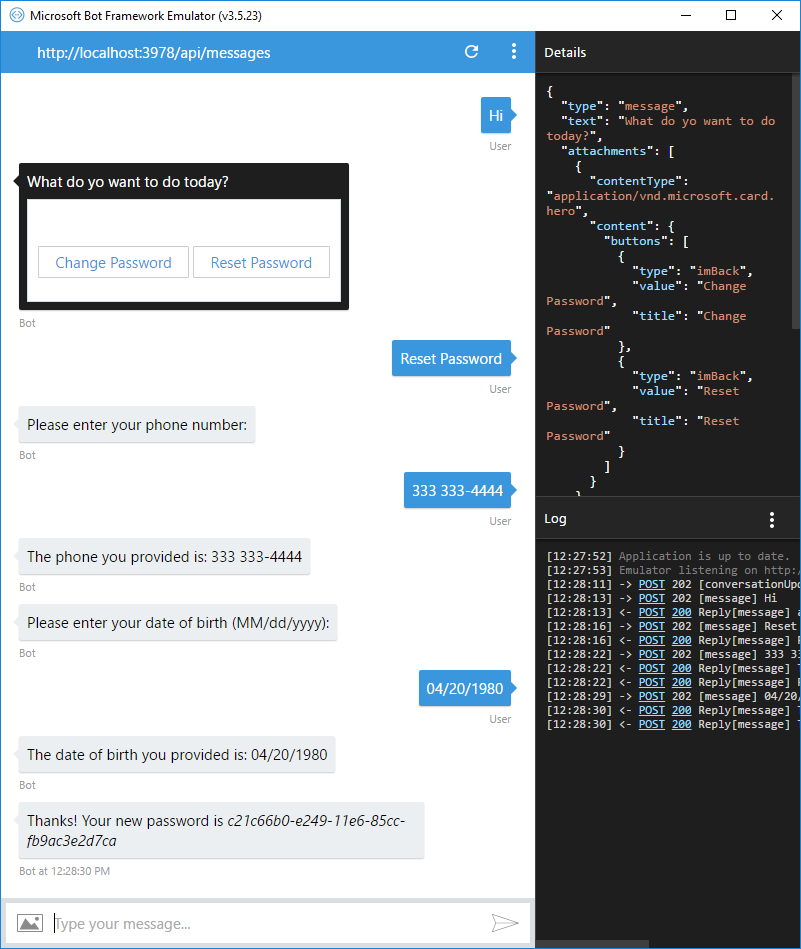 Microsoft Bot Framework Emulator (v3.5.23)
http://localhost:3978/api/messages
Hi
User
What do yo want to do today?
Change Password
Reset Password
Bot
Reset Password
User
Please enter your phone number:
Bot
333 333-4444
User
The phone you provided is: 333 333-4444
Bot
Please enter your date of birth (MM/dd/yyyy):
Bot
04/20/1980
User
The date of birth you provided is: 04/20/1980
Bot
Thanks! Your new password is c21c66b0-e249-11e6-85cc-
fb9ac3e2d7ca
Bot at 12:28:30 PM
Type your message...
Details
{
"type": "message",
"text": "What do yo want to do
today?",
"attachments": [
{
"contentType":
"application/vnd.microsoft.card.
hero",
"content": {
"buttons": [
{
"type": "imBack",
"value": "Change
Password",
"title": "Change
Password"
},
{
"type": "imBack",
"value": "Reset
Password",
"title": "Reset
Password"
}
]
}
}
Log
[12:27:52] Application is up to date.
[12:27:53] Emulator listening on http:/
[12:28:11] -> POST 202 [conversationUpd
[12:28:13] -> POST 202 [message] Hi
[12:28:13] <- POST 200 Reply[message] a
[12:28:16] -> POST 202 [message] Reset
[12:28:16] <- POST 200 Reply[message] P
[12:28:22] -> POST 202 [message] 333 33
[12:28:22] <- POST 200 Reply[message] T
[12:28:22] <- POST 200 Reply[message] P
[12:28:29] -> POST 202 [message] 04/20/
[12:28:30] <- POST 200 Reply[message] T
[12:28:30] <- POST 200 Reply[message] T